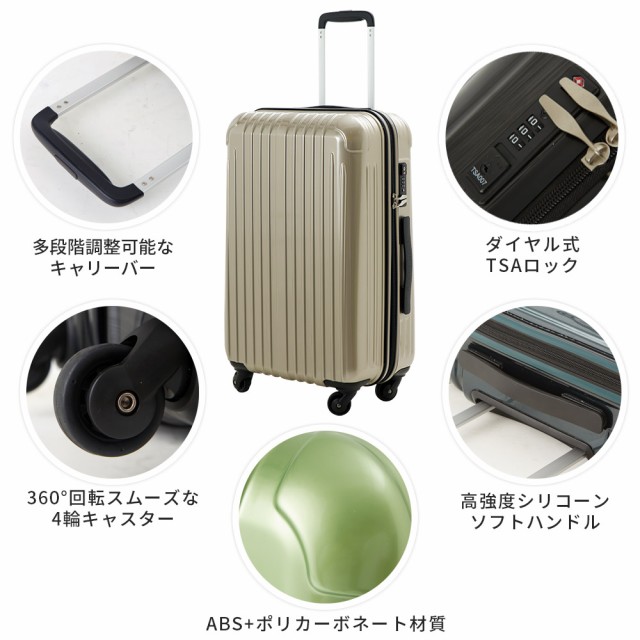 多段階調整可能な
キャリーバー
TSA007
ダイヤル式
TSAロック
360°回転スムーズな
4輪キャスター
高強度シリコーン
ソフトハンドル
ABS+ポリカーボネート材質